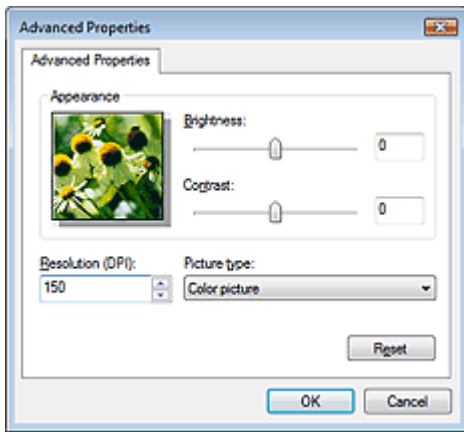 Advanced Properties
Advanced Properties
Appearance
Brightness:
0
Contrast:
0
Resolution (DPI):
Picture type:
150
Color picture
Reset
OK
Cancel